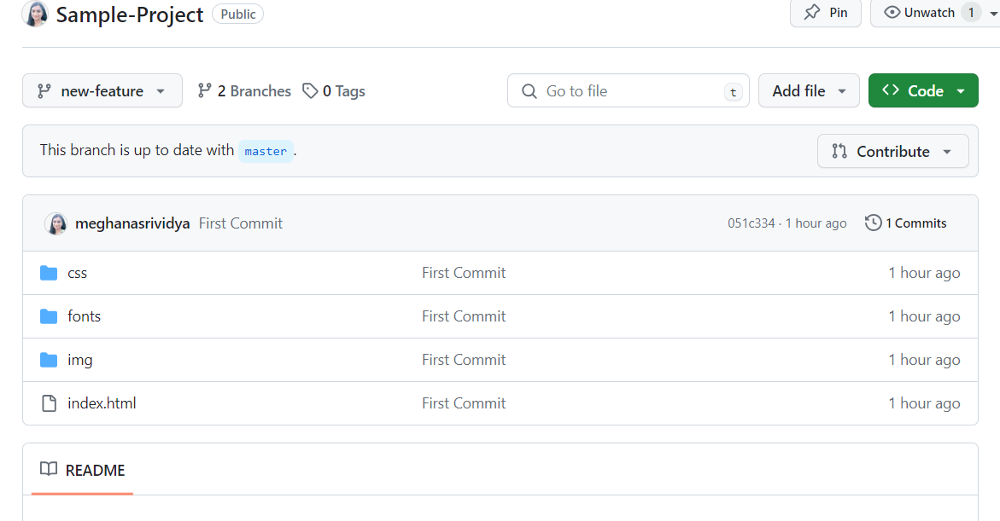 Sample-Project Public Pin Unwatch 1
new-feature 2 Branches 0 Tags Go to file t Add file Code
This branch is up to date with master. Contribute
meghanasrividya First Commit 051c334 · 1 hour ago 1 Commits
css First Commit 1 hour ago
fonts First Commit 1 hour ago
img First Commit 1 hour ago
index.html First Commit 1 hour ago
README